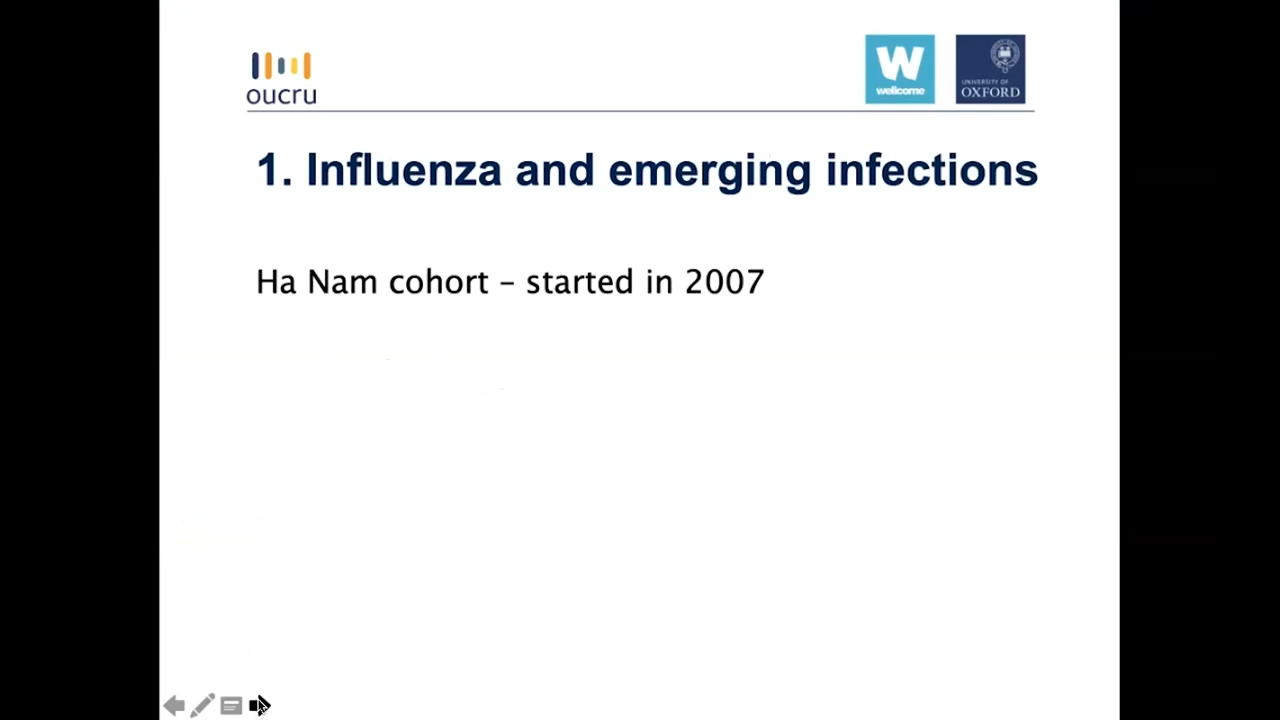 oucru
W
wellcome
UNIVERSITY OF
OXFORD
1. Influenza and emerging infections
Ha Nam cohort – started in 2007